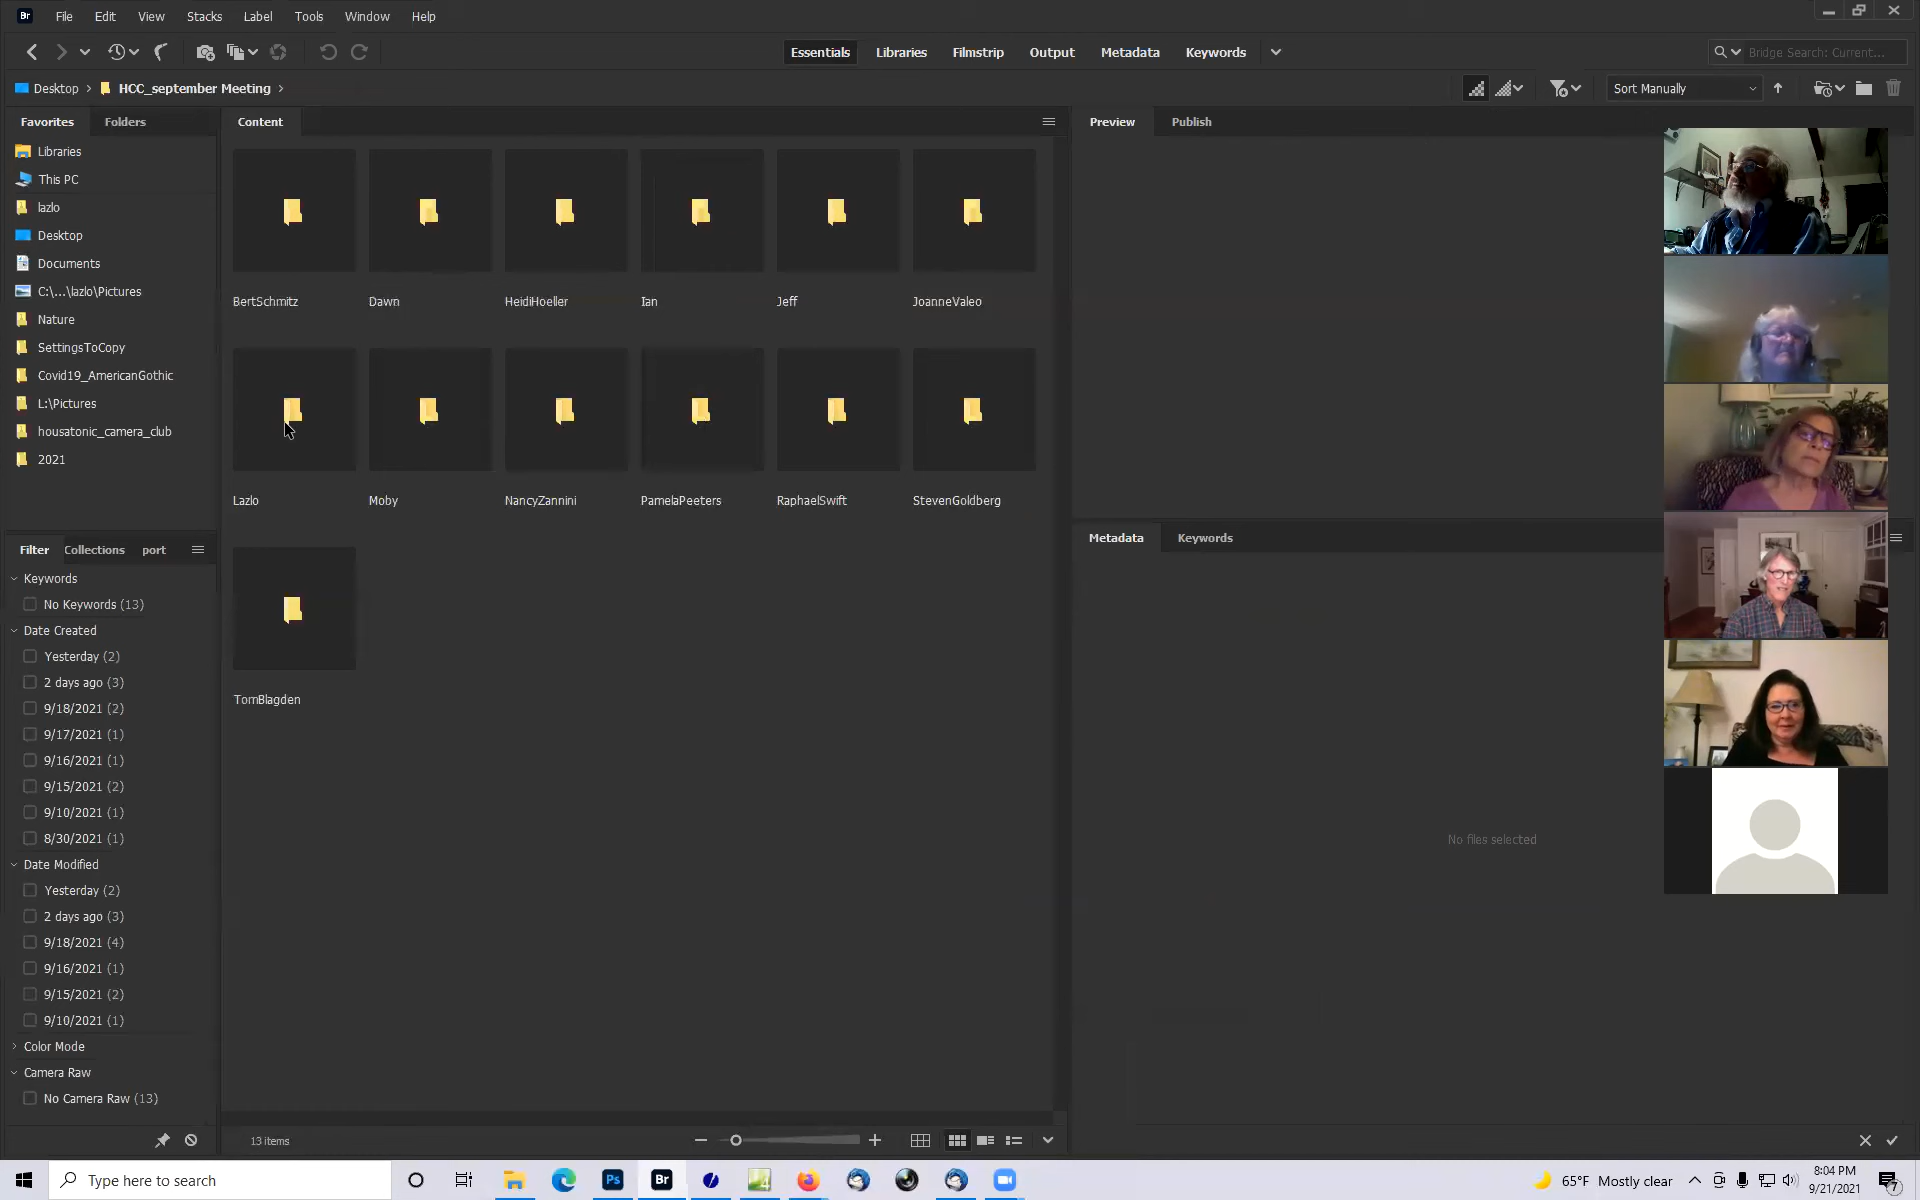 Br File Edit View Stacks Label Tools Window Help
Essentials Libraries Filmstrip Output Metadata Keywords
Bridge Search: Current...
Desktop HCC_september Meeting
Sort Manually
Favorites Folders
Libraries
This PC
lazlo
Desktop
Documents
C:\...\lazlo\Pictures
Nature
SettingsToCopy
Covid19_AmericanGothic
L:\Pictures
housatonic_camera_club
2021
Filter Collections port
Keywords
No Keywords (13)
Date Created
Yesterday (2)
2 days ago (3)
9/18/2021 (2)
9/17/2021 (1)
9/16/2021 (1)
9/15/2021 (2)
9/10/2021 (1)
8/30/2021 (1)
Date Modified
Yesterday (2)
2 days ago (3)
9/18/2021 (4)
9/16/2021 (1)
9/15/2021 (2)
9/10/2021 (1)
Color Mode
Camera Raw
No Camera Raw (13)
Content
BertSchmitz Dawn HeidiHoeller Ian Jeff JoanneValeo
Lazlo Moby NancyZannini PamelaPeeters RaphaelSwift StevenGoldberg
TomBlagden
13 items
Preview Publish
Metadata Keywords
No files selected
Type here to search
Ps Br
65°F Mostly clear
8:04 PM
9/21/2021
7